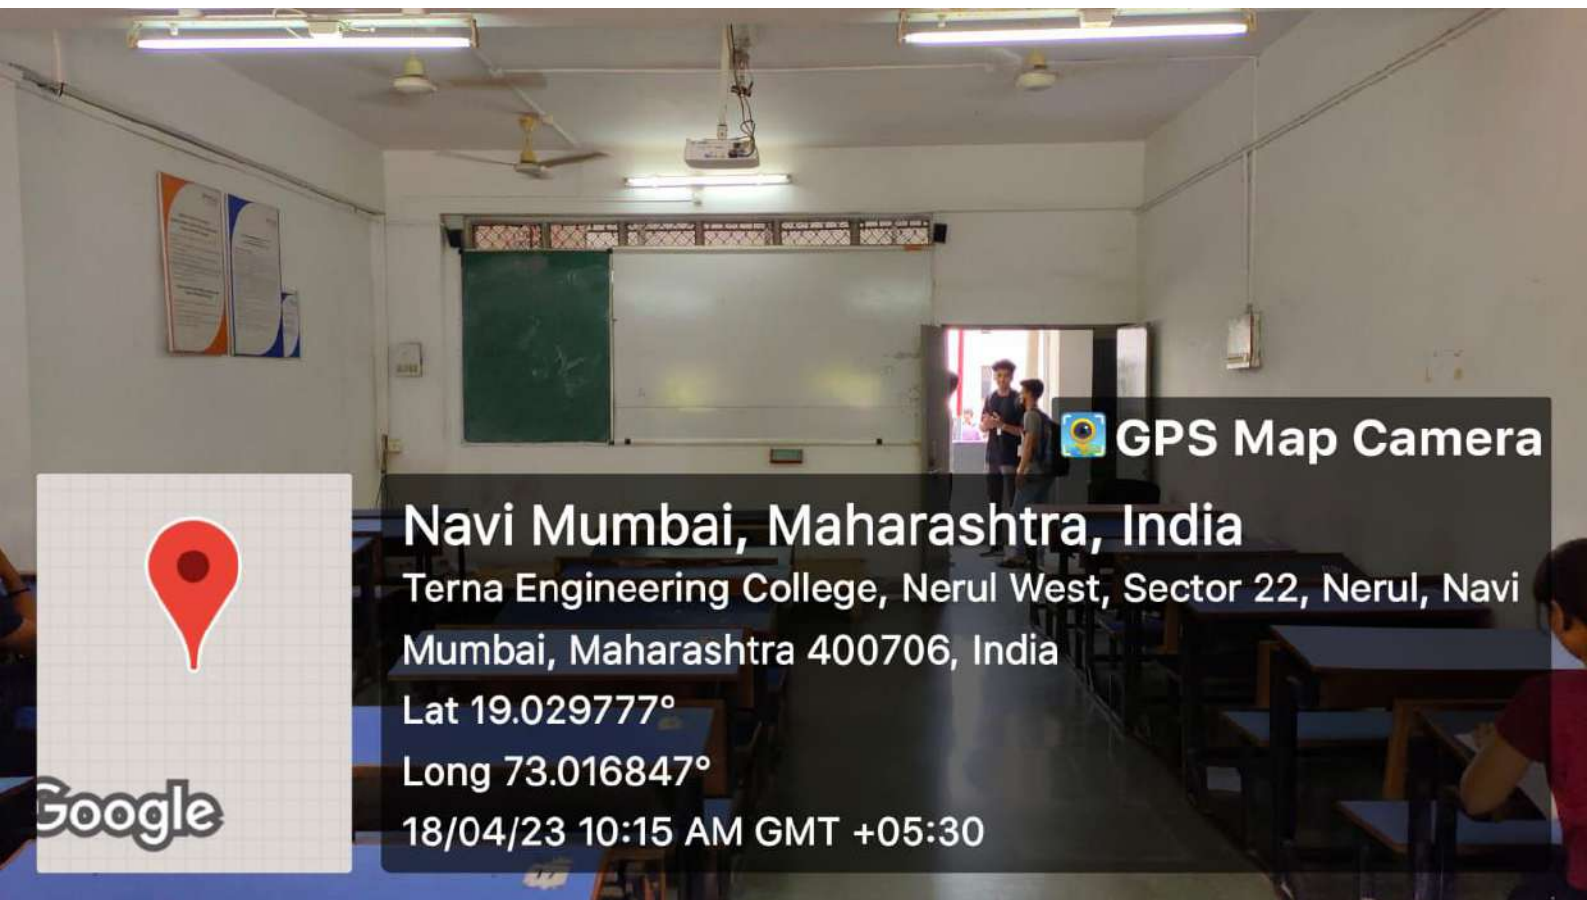 GPS Map Camera
Navi Mumbai, Maharashtra, India
Terna Engineering College, Nerul West, Sector 22, Nerul, Navi
Mumbai, Maharashtra 400706, India
Lat 19.029777°
Long 73.016847°
18/04/23 10:15 AM GMT +05:30
Google